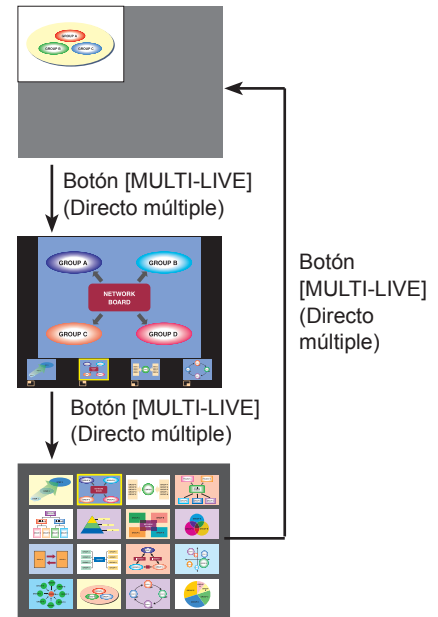 GROUP A
GROUP B
GROUP C
Botón [MULTI-LIVE]
(Directo múltiple)
GROUP A
GROUP B
NETWORK
BOARD
GROUP C
GROUP D
Botón [MULTI-LIVE]
(Directo múltiple)
Botón
[MULTI-LIVE]
(Directo
múltiple)